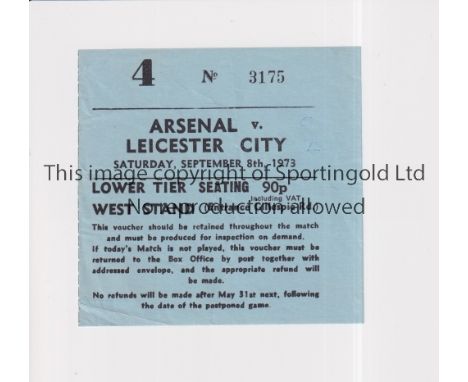 4 № 3175
ARSENAL v.
LEICESTER CITY
SATURDAY, SEPTEMBER 8th, 1973
This image copyright of Sportingold Ltd
LOWER TIER SEATING 90p
including VAT
WEST STAND (Entrance Gillespie Rd.)
No reproduction allowed
This voucher should be retained throughout the match
and must be produced for inspection on demand.
If today's Match is not played, this voucher must be
returned to the Box Office by post together with
addressed envelope, and the appropriate refund will
be made.
No refunds will be made after May 31st next, following
the date of the postponed game.